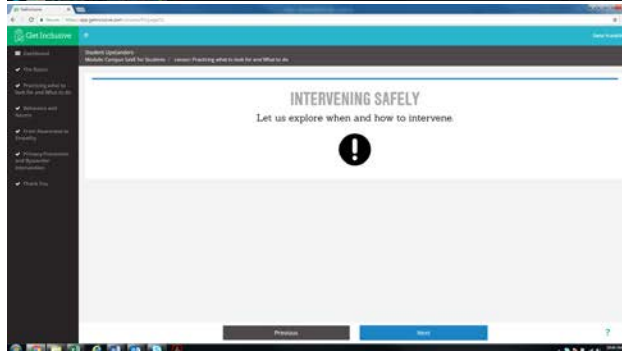 Get Inclusive
Dashboard
Student Upstanders
Module: Campus SaVE for Students / Lesson: Practicing what to look for and What to do
The Basics
Practicing what to
look for and What to do
INTERVENING SAFELY
Let us explore when and how to intervene.
Behaviors and
From Awareness to
Empathy
Primary Prevention
and Bystander
Intervention
Thank You
Previous
Next
?